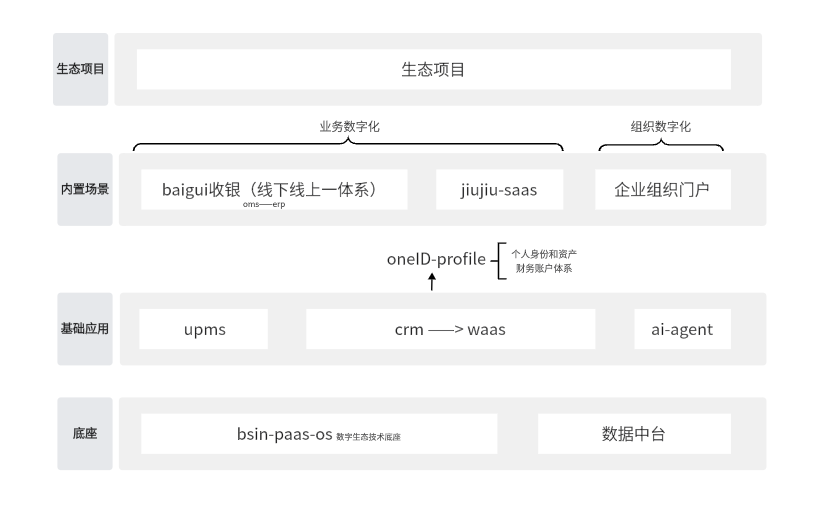 生态项目
生态项目
业务数字化
组织数字化
内置场景
baigui收银（线下线上一体系）
oms——erp
jiujiu-saas
企业组织门户
oneID-profile
个人身份和资产
财务账户体系
基础应用
upms
crm ——> waas
ai-agent
底座
bsin-paas-os 数字生态技术底座
数据中台